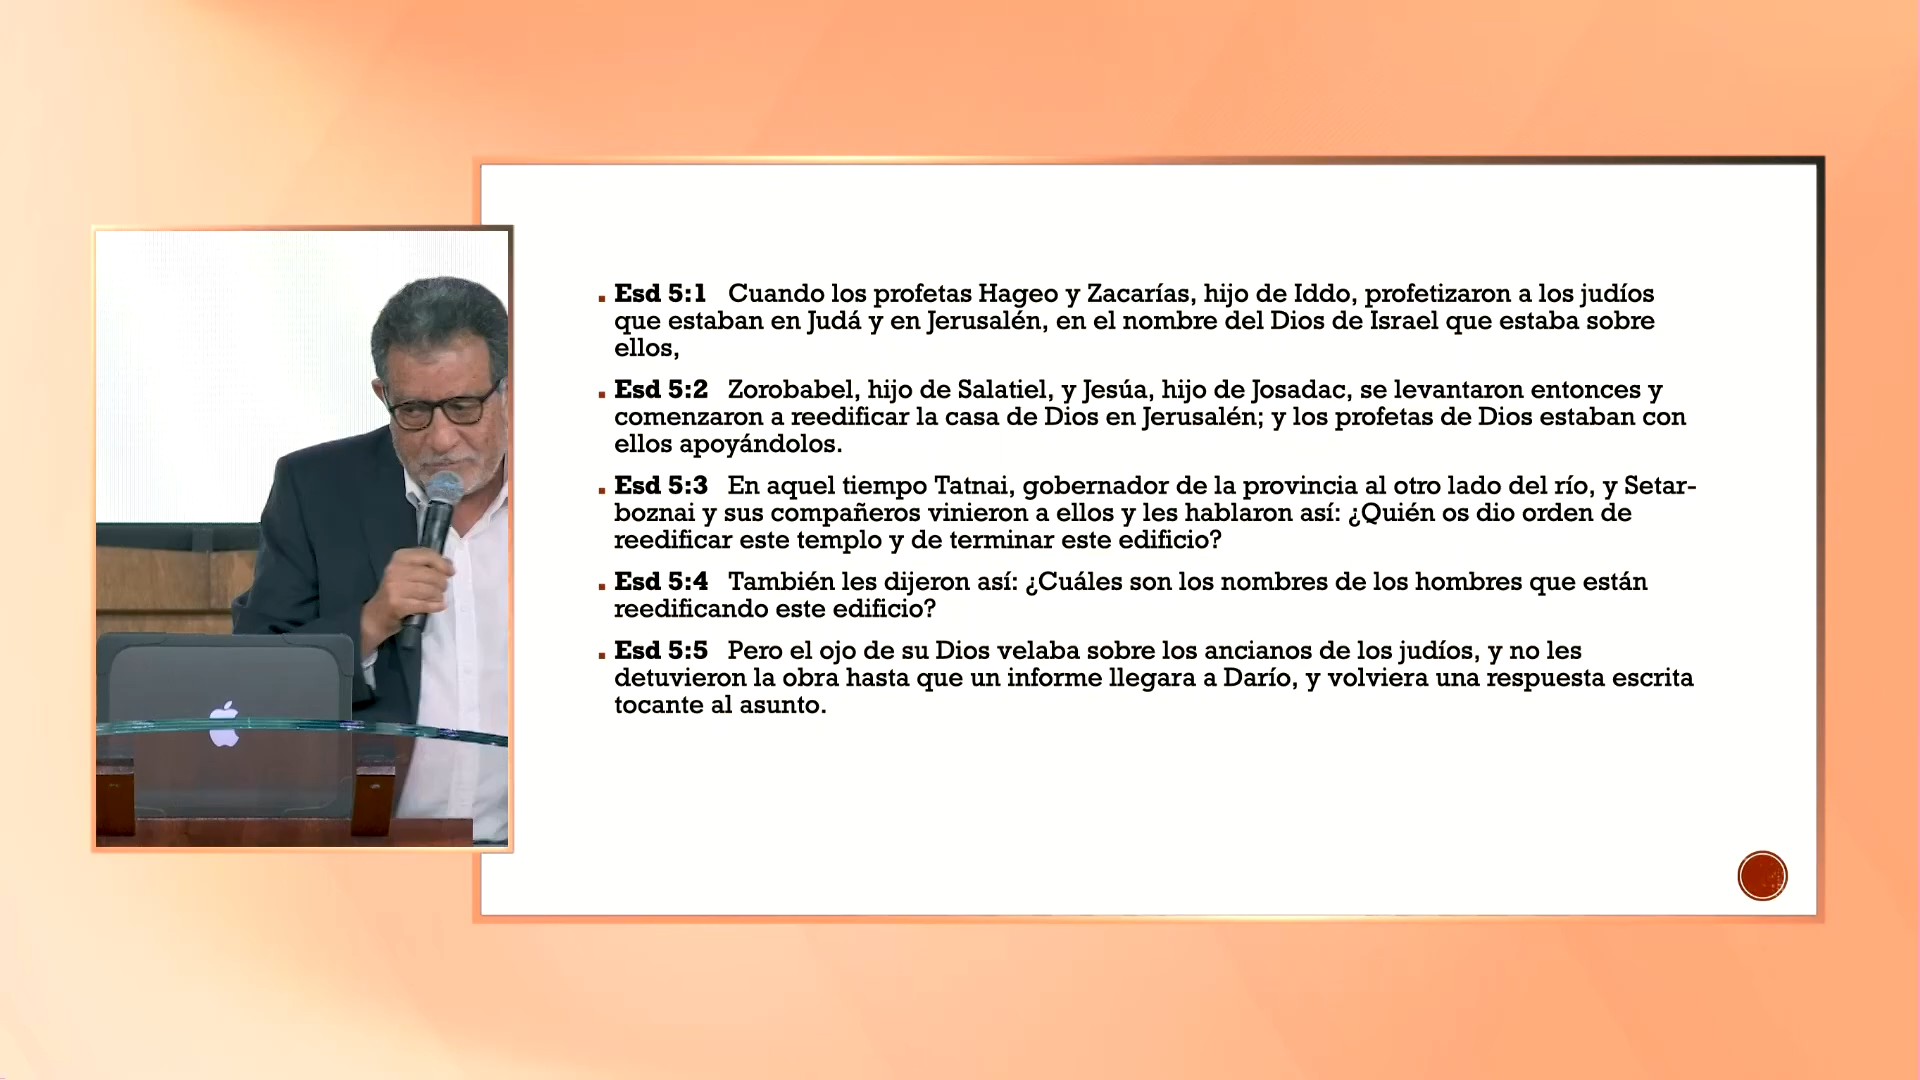 Esd 5:1 Cuando los profetas Hageo y Zacarías, hijo de Iddo, profetizaron a los judíos
que estaban en Judá y en Jerusalén, en el nombre del Dios de Israel que estaba sobre
ellos,
Esd 5:2 Zorobabel, hijo de Salatiel, y Jesúa, hijo de Josadac, se levantaron entonces y
comenzaron a reedificar la casa de Dios en Jerusalén; y los profetas de Dios estaban con
ellos apoyándolos.
Esd 5:3 En aquel tiempo Tatnai, gobernador de la provincia al otro lado del río, y Setar-
boznai y sus compañeros vinieron a ellos y les hablaron así: ¿Quién os dio orden de
reedificar este templo y de terminar este edificio?
Esd 5:4 También les dijeron así: ¿Cuáles son los nombres de los hombres que están
reedificando este edificio?
Esd 5:5 Pero el ojo de su Dios velaba sobre los ancianos de los judíos, y no les
detuvieron la obra hasta que un informe llegara a Darío, y volviera una respuesta escrita
tocante al asunto.